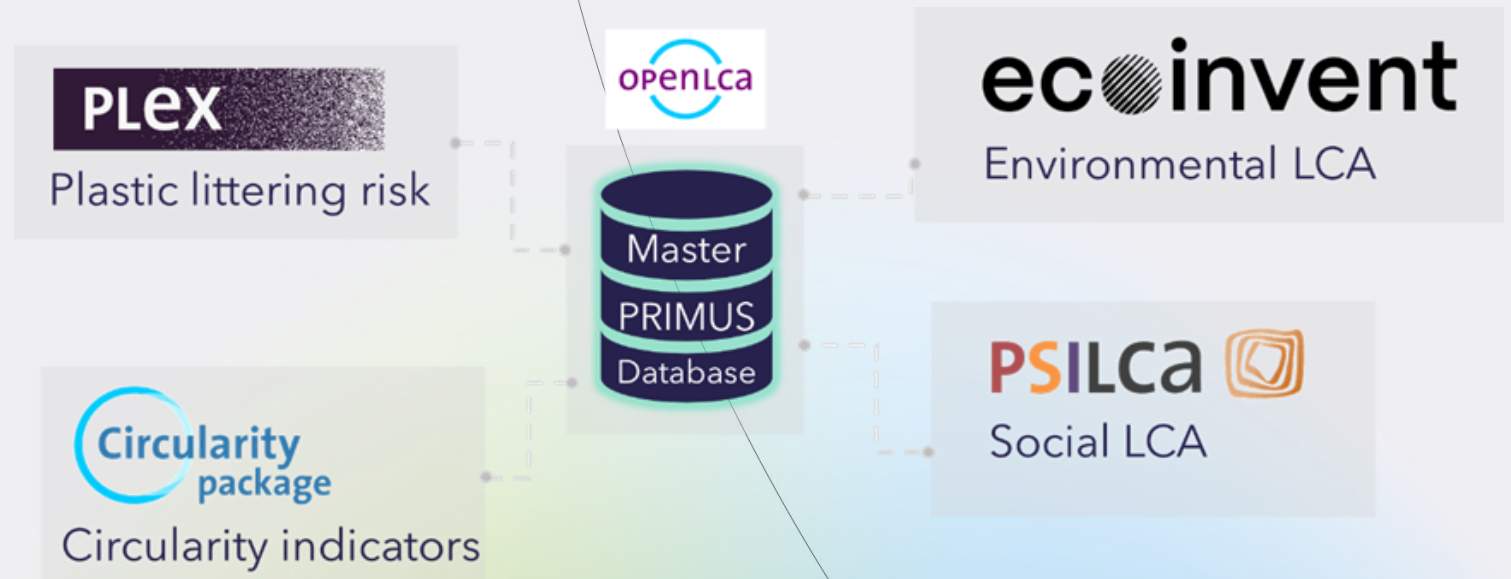 PLex
Plastic littering risk
openLca
Master
PRIMUS
Database
ecoinvent
Environmental LCA
Circularity
package
Circularity indicators
PSILCa
Social LCA